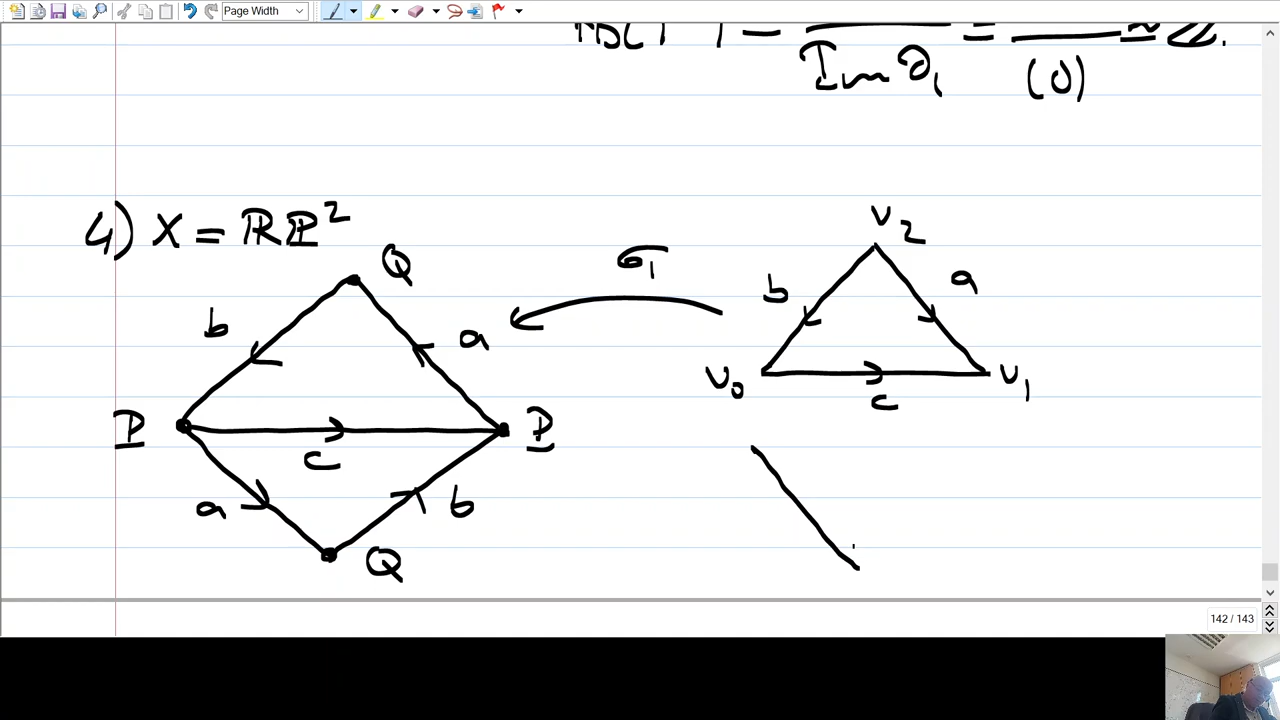 Page Width
Im ∂₁
(0)
≅ ℤ.
4) X = ℝℙ²
Q
b
a
P
c
P
a
b
Q
σ₁
v₂
b
a
v₀
v₁
c
142 / 143